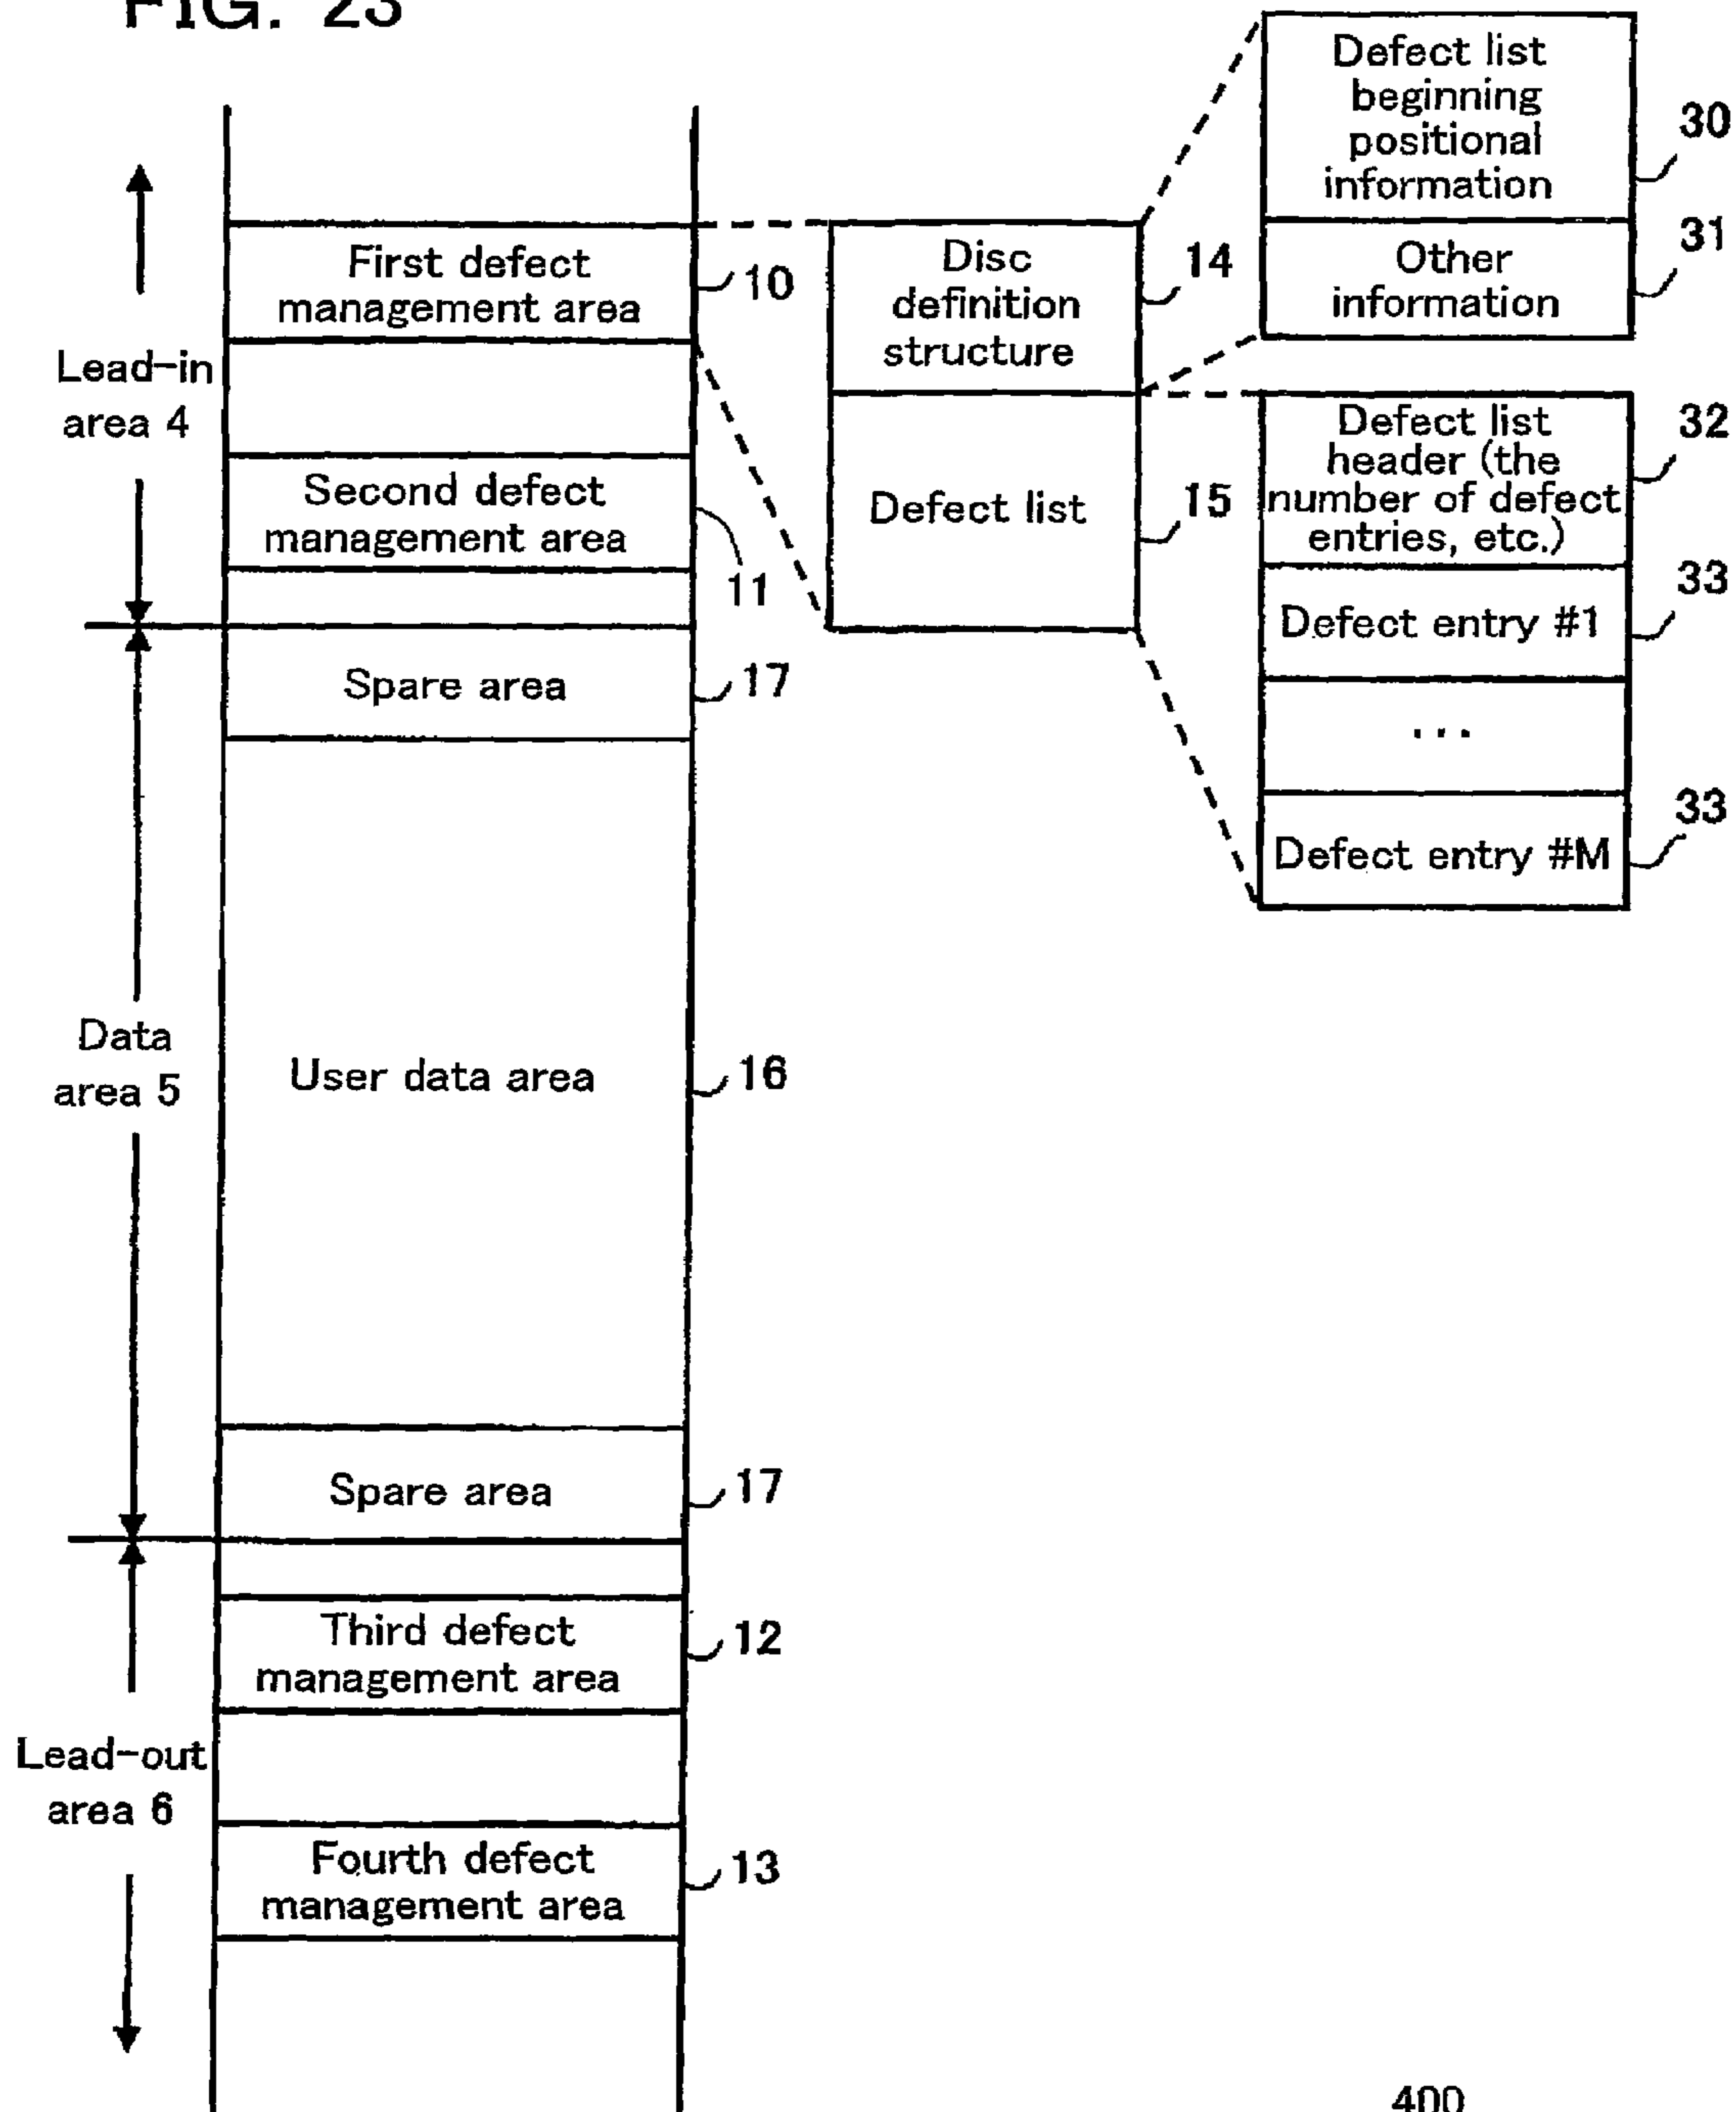 FIG. 23
Defect list
beginning
positional
information
30
Other
information
31
Disc
definition
structure
14
Defect list
15
Defect list
header (the
number of defect
entries, etc.)
32
Defect entry #1
33
...
Defect entry #M
33
Lead-in
area 4
First defect
management area
10
Second defect
management area
11
Data
area 5
Spare area
17
User data area
16
Spare area
17
Lead-out
area 6
Third defect
management area
12
Fourth defect
management area
13
400